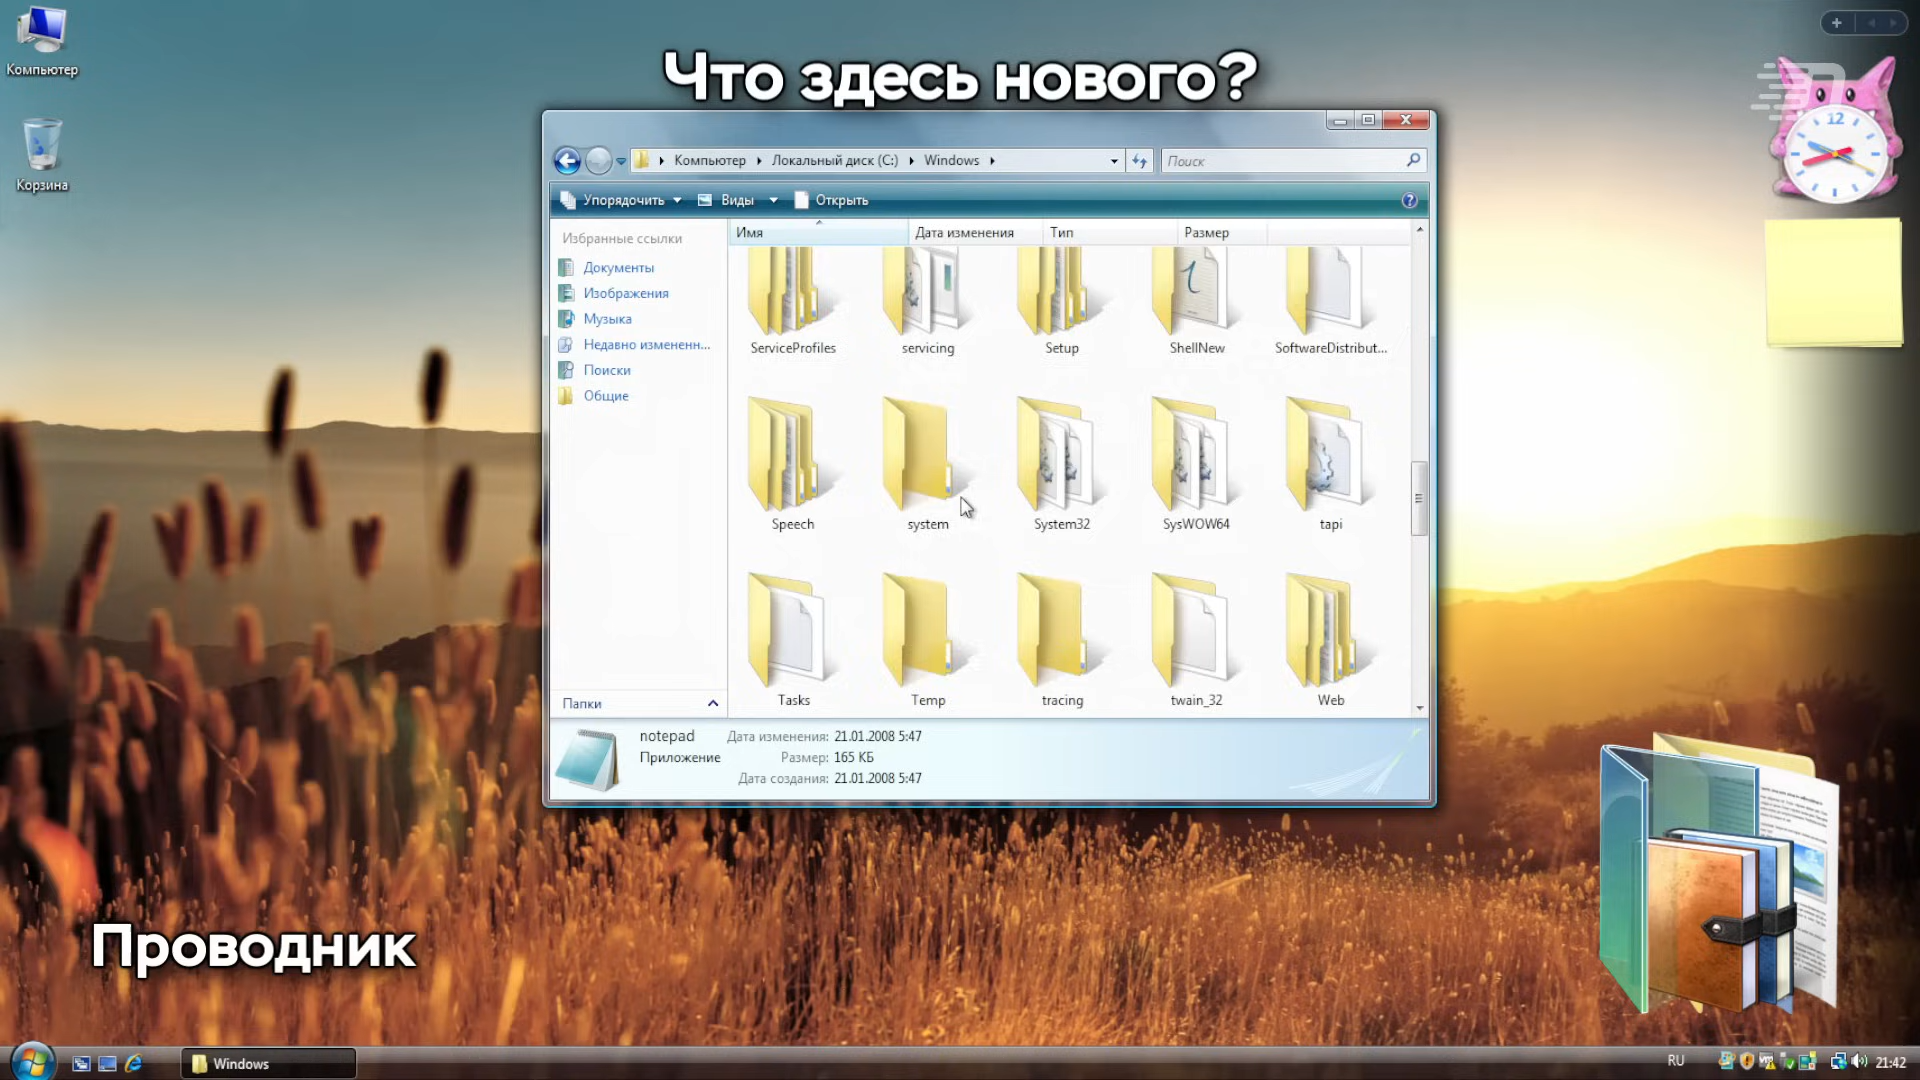 Компьютер
Корзина
Что здесь нового?
12
Компьютер
Локальный диск (C:)
Windows
Поиск
Упорядочить
Виды
Открыть
Избранные ссылки
Документы
Изображения
Музыка
Недавно измененн...
Поиски
Общие
Папки
Имя
Дата изменения
Тип
Размер
ServiceProfiles
servicing
Setup
ShellNew
SoftwareDistribut...
Speech
system
System32
SysWOW64
tapi
Tasks
Temp
tracing
twain_32
Web
notepad
Приложение
Дата изменения: 21.01.2008 5:47
Размер: 165 КБ
Дата создания: 21.01.2008 5:47
Проводник
Windows
RU
21:42